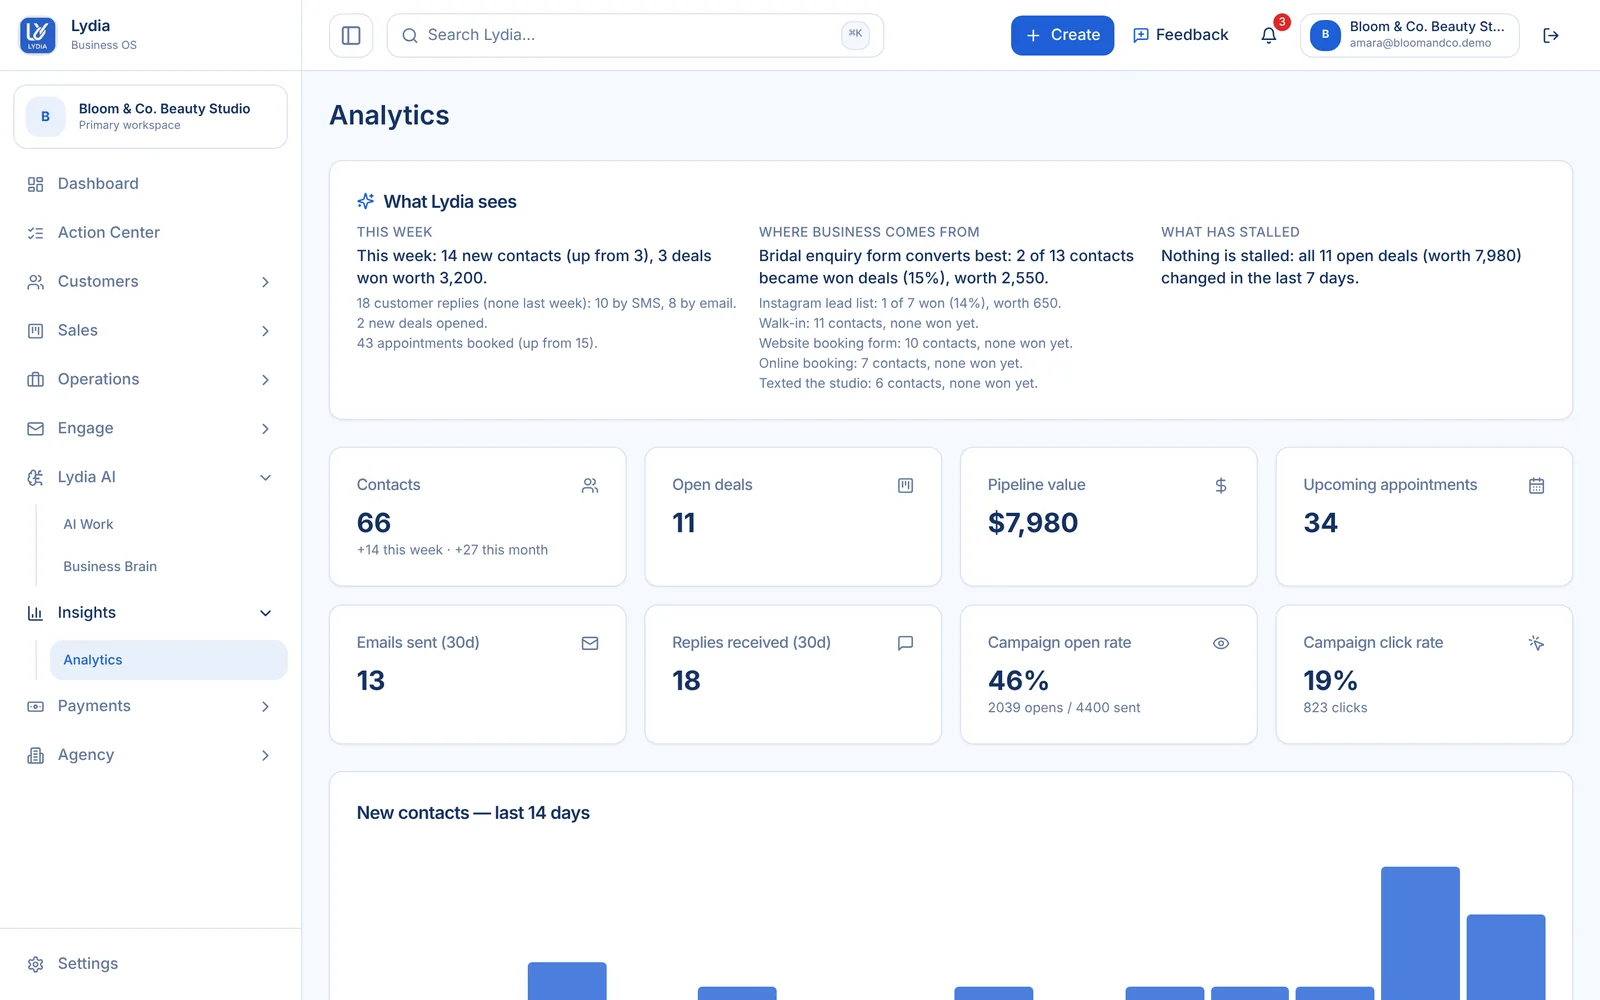 LYDIA
Lydia
Business OS
Search Lydia...
⌘K
Create
Feedback
3
B
Bloom & Co. Beauty St...
amara@bloomandco.demo
B
Bloom & Co. Beauty Studio
Primary workspace
Dashboard
Action Center
Customers
Sales
Operations
Engage
Lydia AI
AI Work
Business Brain
Insights
Analytics
Payments
Agency
Settings
Analytics
What Lydia sees
THIS WEEK
This week: 14 new contacts (up from 3), 3 deals
won worth 3,200.
18 customer replies (none last week): 10 by SMS, 8 by email.
2 new deals opened.
43 appointments booked (up from 15).
WHERE BUSINESS COMES FROM
Bridal enquiry form converts best: 2 of 13 contacts
became won deals (15%), worth 2,550.
Instagram lead list: 1 of 7 won (14%), worth 650.
Walk-in: 11 contacts, none won yet.
Website booking form: 10 contacts, none won yet.
Online booking: 7 contacts, none won yet.
Texted the studio: 6 contacts, none won yet.
WHAT HAS STALLED
Nothing is stalled: all 11 open deals (worth 7,980)
changed in the last 7 days.
Contacts
66
+14 this week · +27 this month
Open deals
11
Pipeline value
$7,980
Upcoming appointments
34
Emails sent (30d)
13
Replies received (30d)
18
Campaign open rate
46%
2039 opens / 4400 sent
Campaign click rate
19%
823 clicks
New contacts — last 14 days